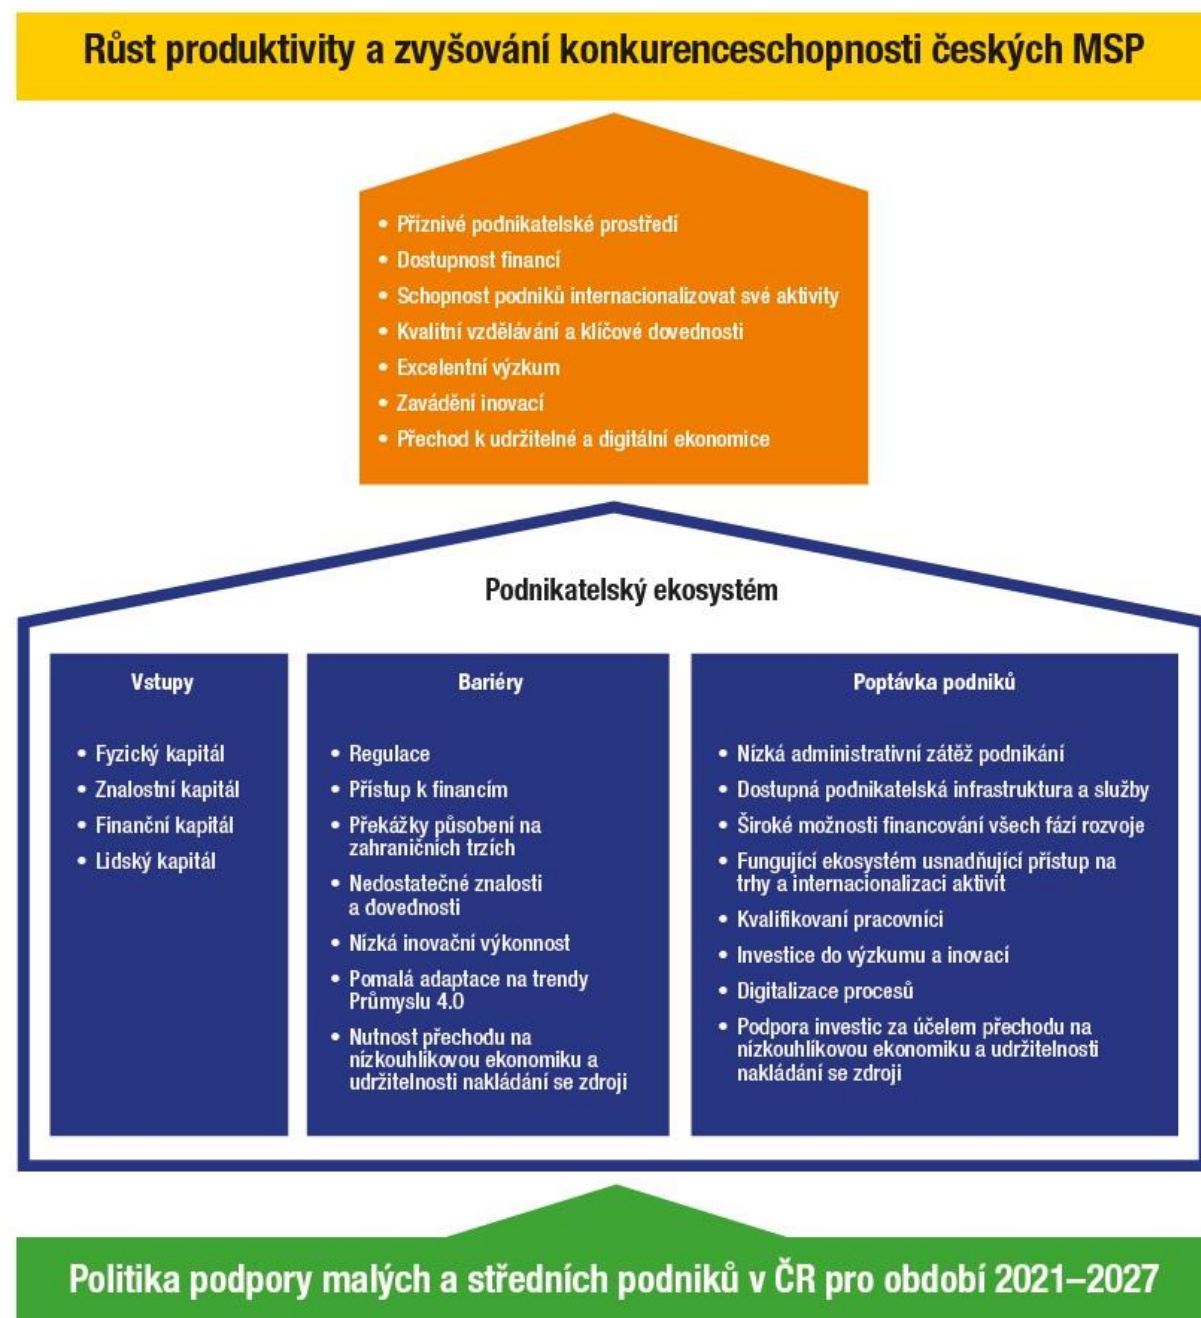 Růst produktivity a zvyšování konkurenceschopnosti českých MSP
• Příznivé podnikatelské prostředí
• Dostupnost financí
• Schopnost podniků internacionalizovat své aktivity
• Kvalitní vzdělávání a klíčové dovednosti
• Excelentní výzkum
• Zavádění inovací
• Přechod k udržitelné a digitální ekonomice
Podnikatelský ekosystém
Vstupy
• Fyzický kapitál
• Znalostní kapitál
• Finanční kapitál
• Lidský kapitál
Bariéry
• Regulace
• Přístup k financím
• Překážky působení na
zahraničních trzích
• Nedostatečné znalosti
a dovednosti
• Nízká inovační výkonnost
• Pomalá adaptace na trendy
Průmyslu 4.0
• Nutnost přechodu na
nízkouhlíkovou ekonomiku a
udržitelnosti nakládání se zdroji
Poptávka podniků
• Nízká administrativní zátěž podnikání
• Dostupná podnikatelská infrastruktura a služby
• Široké možnosti financování všech fází rozvoje
• Fungující ekosystém usnadňující přístup na
trhy a internacionalizaci aktivit
• Kvalifikovaní pracovníci
• Investice do výzkumu a inovací
• Digitalizace procesů
• Podpora investic za účelem přechodu na
nízkouhlíkovou ekonomiku a udržitelnosti
nakládání se zdroji
Politika podpory malých a středních podniků v ČR pro období 2021–2027